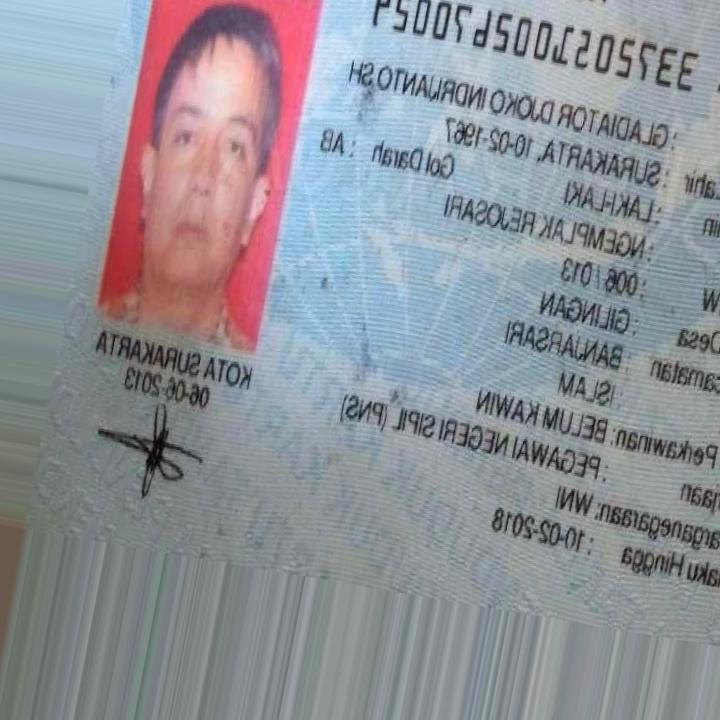 : GLADIATOR DJOKO INDRIJANTO SH
Lahir : SURAKARTA, 10-02-1967
: LAKI-LAKI Gol Darah : AB
: NGEMPLAK REJOSARI
W : 006 / 013
Desa : GILINGAN
camatan : BANJARSARI
: ISLAM
Perkawinan: BELUM KAWIN
rjaan : PEGAWAI NEGERI SIPIL (PNS)
arganegaraan: WNI
laku Hingga : 10-02-2018
KOTA SURAKARTA
06-06-2013